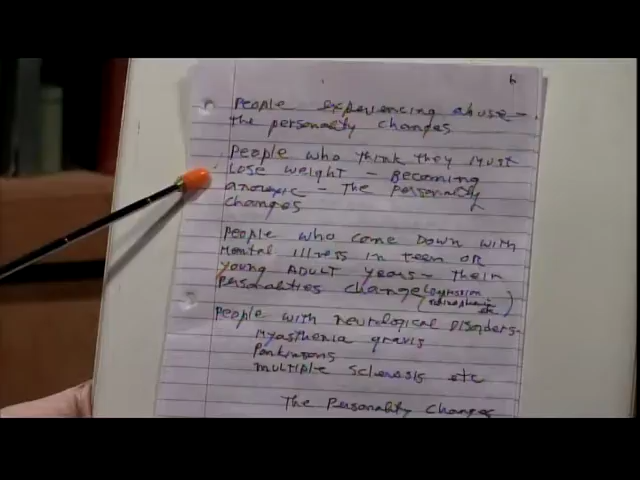 6
People experiencing abuse -
The personality changes
People who think they must
Lose weight - Becoming
anorexic - The Personality
changes
People who come Down with
Mental Illness in teen OR
young ADULT years - Their
Personalities change (
etc )
People with neurological Disorders-
Myasthenia gravis
Parkinsons
multiple sclerosis etc
The Personality Changes